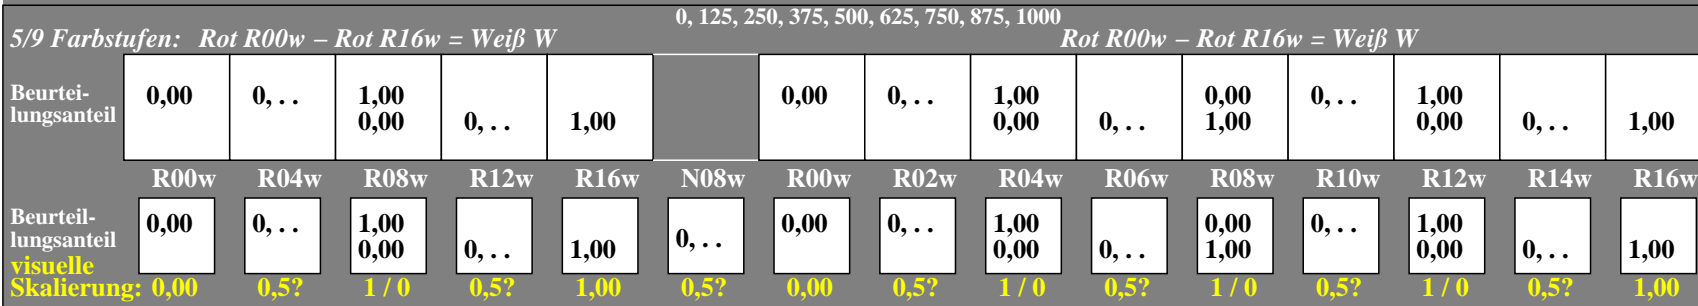 0, 125, 250, 375, 500, 625, 750, 875, 1000
5/9 Farbstufen: Rot R00w – Rot R16w = Weiß W Rot R00w – Rot R16w = Weiß W
Beurtei- 0,00 0, . . 1,00 0,00 0, . . 1,00 0,00 0, . . 1,00
lungsanteil 0,00 0, . . 1,00 0,00 0, . . 1,00 0,00 0, . . 1,00
R00w R04w R08w R12w R16w N08w R00w R02w R04w R06w R08w R10w R12w R14w R16w
Beurteil- 0,00 0, . . 1,00 0,00 0, . . 1,00 0,00 0, . . 1,00
lungsanteil 0,00 0, . . 1,00 0, . . 0,00 0, . . 1,00 0,00 0, . . 1,00
visuelle
Skalierung: 0,00 0,5? 1 / 0 0,5? 1,00 0,5? 0,00 0,5? 1 / 0 0,5? 1 / 0 0,5? 1 / 0 0,5? 1,00